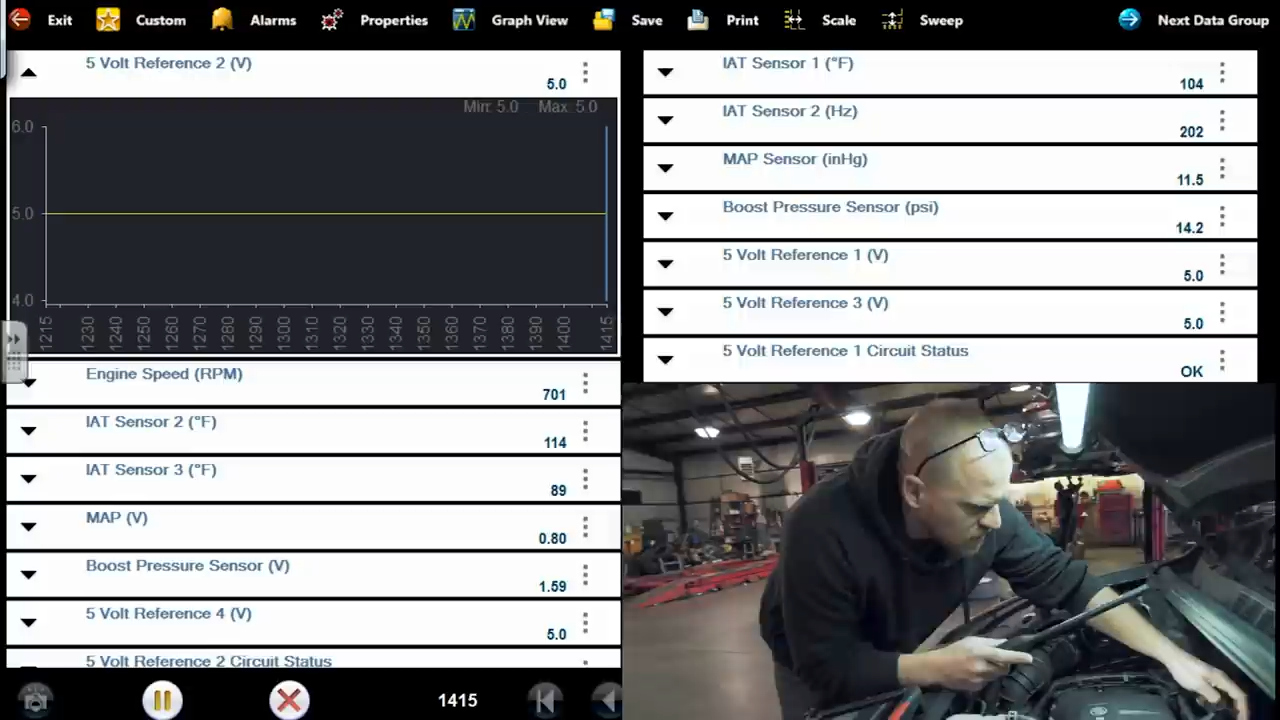 Exit Custom Alarms Properties Graph View Save Print Scale Sweep Next Data Group
5 Volt Reference 2 (V)
5.0
Min: 5.0 Max: 5.0
6.0
5.0
4.0
1215 1230 1240 1250 1260 1270 1280 1290 1300 1310 1320 1330 1340 1350 1360 1370 1380 1390 1400 1415
Engine Speed (RPM)
701
IAT Sensor 2 (°F)
114
IAT Sensor 3 (°F)
89
MAP (V)
0.80
Boost Pressure Sensor (V)
1.59
5 Volt Reference 4 (V)
5.0
5 Volt Reference 2 Circuit Status
1415
IAT Sensor 1 (°F)
104
IAT Sensor 2 (Hz)
202
MAP Sensor (inHg)
11.5
Boost Pressure Sensor (psi)
14.2
5 Volt Reference 1 (V)
5.0
5 Volt Reference 3 (V)
5.0
5 Volt Reference 1 Circuit Status
OK